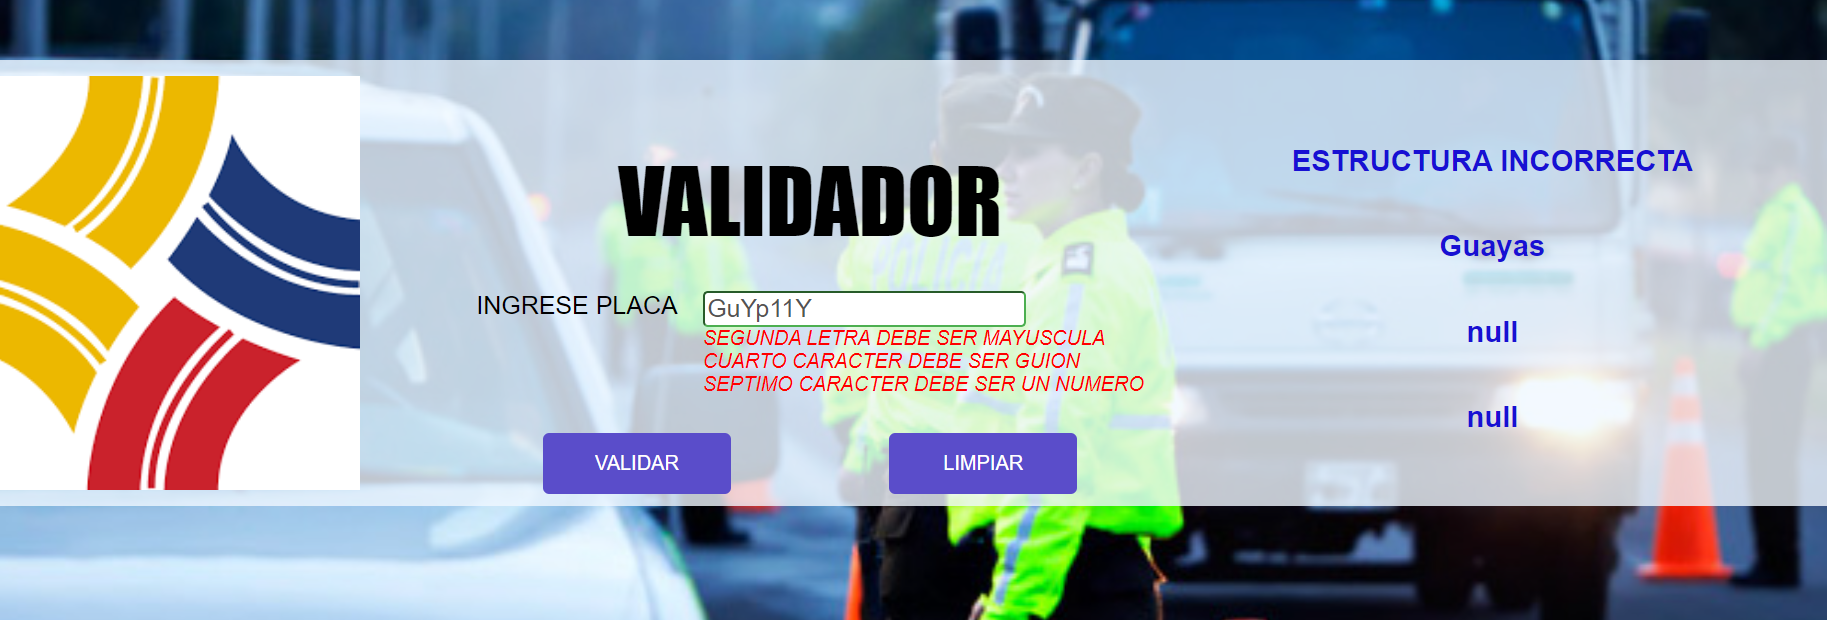 VALIDADOR
INGRESE PLACA GuYp11Y
SEGUNDA LETRA DEBE SER MAYUSCULA
CUARTO CARACTER DEBE SER GUION
SEPTIMO CARACTER DEBE SER UN NUMERO
VALIDAR LIMPIAR
ESTRUCTURA INCORRECTA
Guayas
null
null
POLICIA